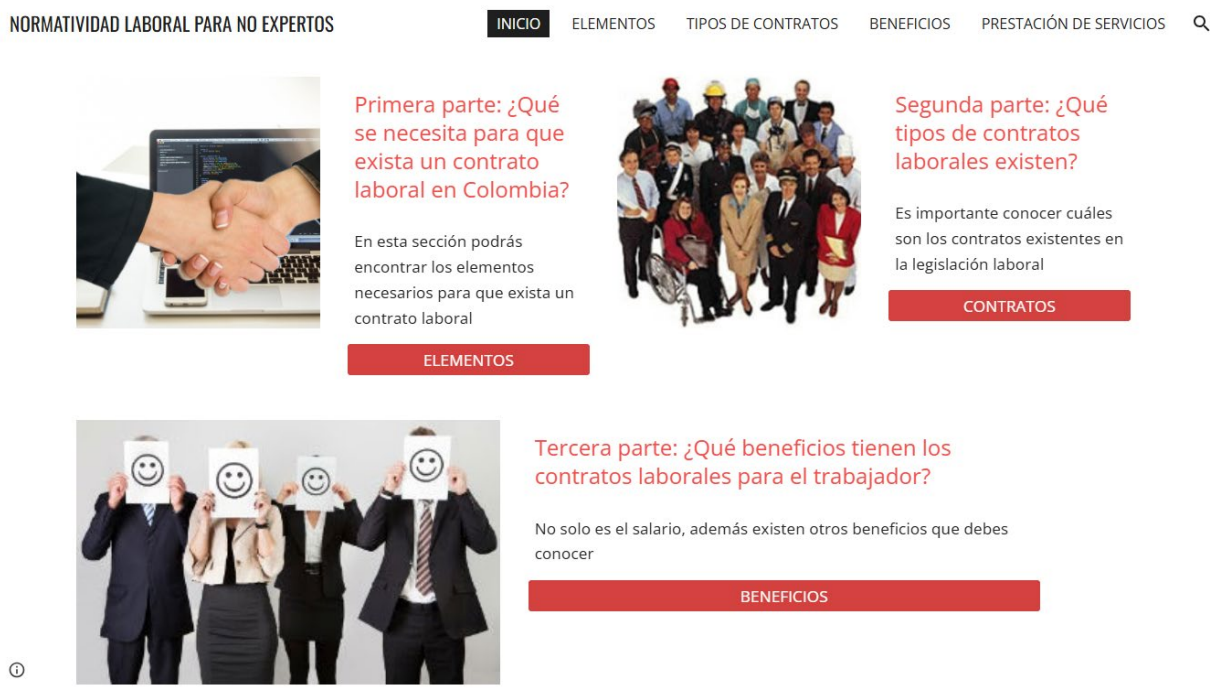 NORMATIVIDAD LABORAL PARA NO EXPERTOS
INICIO
ELEMENTOS
TIPOS DE CONTRATOS
BENEFICIOS
PRESTACIÓN DE SERVICIOS
Primera parte: ¿Qué
se necesita para que
exista un contrato
laboral en Colombia?
En esta sección podrás
encontrar los elementos
necesarios para que exista un
contrato laboral
ELEMENTOS
Segunda parte: ¿Qué
tipos de contratos
laborales existen?
Es importante conocer cuáles
son los contratos existentes en
la legislación laboral
CONTRATOS
Tercera parte: ¿Qué beneficios tienen los
contratos laborales para el trabajador?
No solo es el salario, además existen otros beneficios que debes
conocer
BENEFICIOS